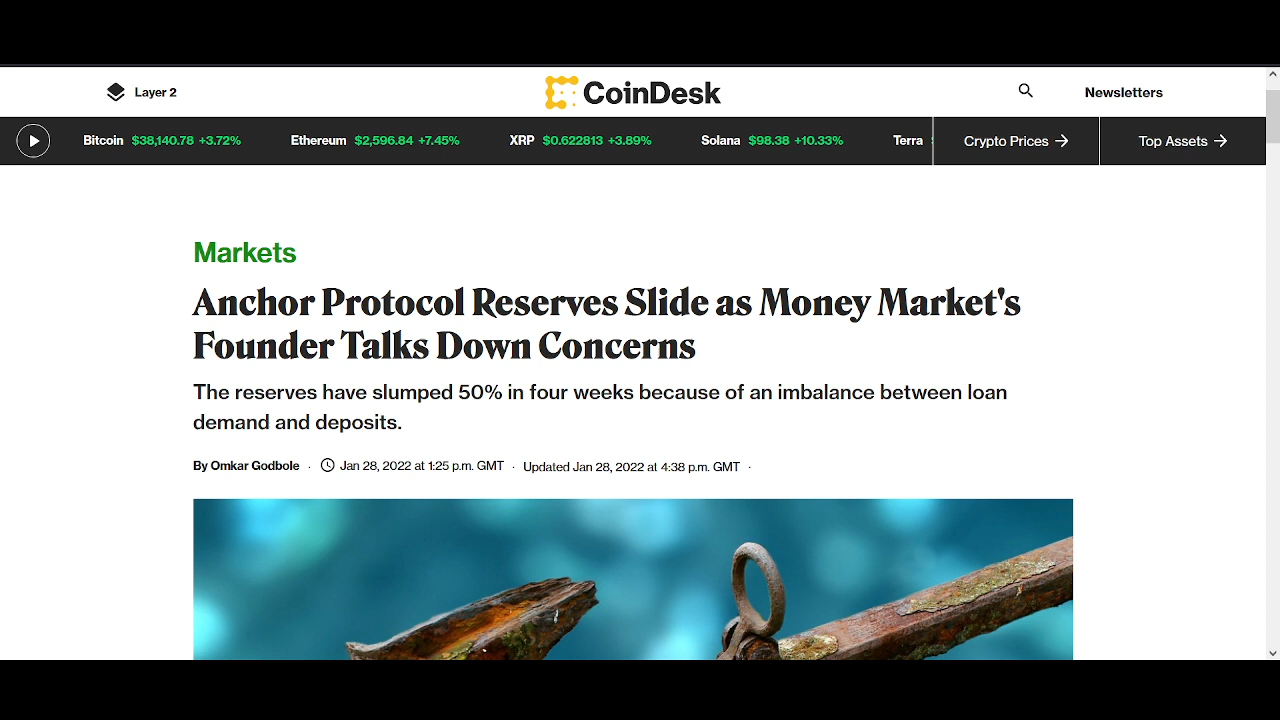 Layer 2
CoinDesk
Newsletters
Bitcoin $38,140.78 +3.72% Ethereum $2,596.84 +7.45% XRP $0.622813 +3.89% Solana $98.38 +10.33% Terra
Crypto Prices →
Top Assets →
Markets
Anchor Protocol Reserves Slide as Money Market's
Founder Talks Down Concerns
The reserves have slumped 50% in four weeks because of an imbalance between loan
demand and deposits.
By Omkar Godbole · Jan 28, 2022 at 1:25 p.m. GMT · Updated Jan 28, 2022 at 4:38 p.m. GMT ·